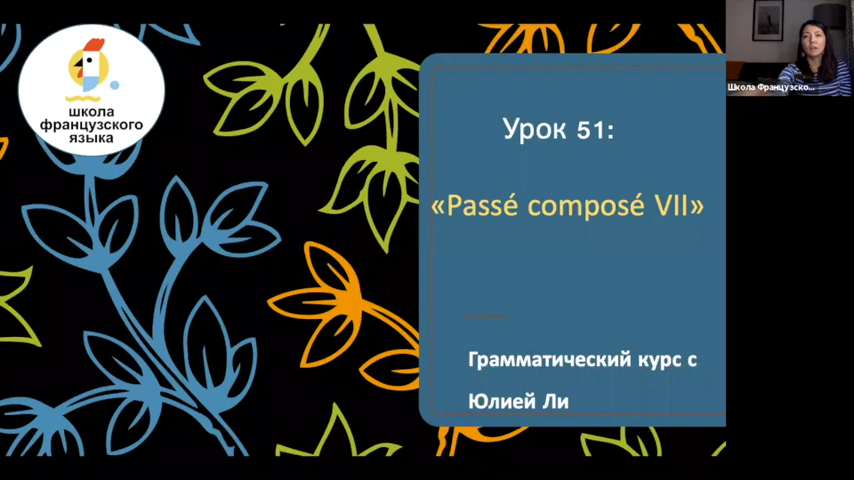 школа
французского
языка
Урок 51:
«Passé composé VII»
Грамматический курс с
Юлией Ли
Школа Французско...